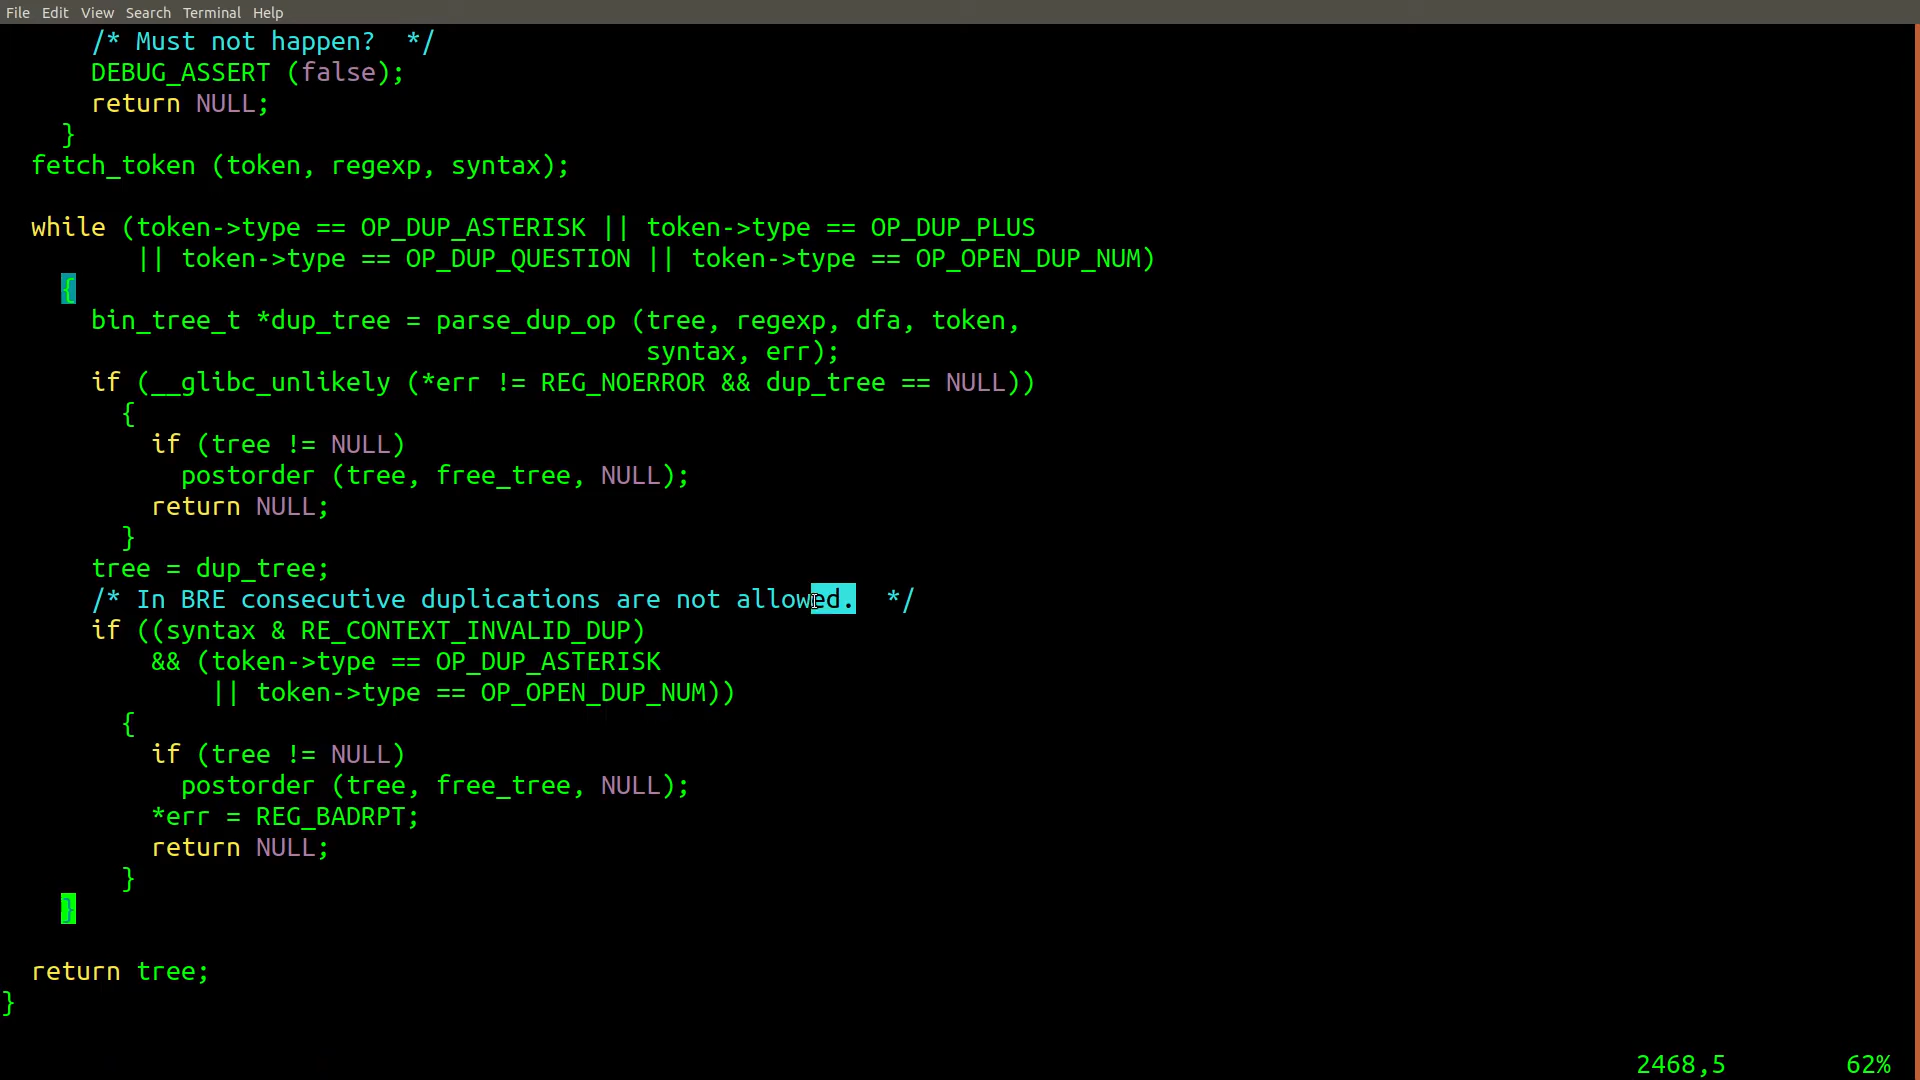 File Edit View Search Terminal Help
/* Must not happen?  */
DEBUG_ASSERT (false);
return NULL;
}
fetch_token (token, regexp, syntax);
while (token->type == OP_DUP_ASTERISK || token->type == OP_DUP_PLUS
|| token->type == OP_DUP_QUESTION || token->type == OP_OPEN_DUP_NUM)
{
bin_tree_t *dup_tree = parse_dup_op (tree, regexp, dfa, token,
syntax, err);
if (__glibc_unlikely (*err != REG_NOERROR && dup_tree == NULL))
{
if (tree != NULL)
postorder (tree, free_tree, NULL);
return NULL;
}
tree = dup_tree;
/* In BRE consecutive duplications are not allowed.  */
if ((syntax & RE_CONTEXT_INVALID_DUP)
&& (token->type == OP_DUP_ASTERISK
|| token->type == OP_OPEN_DUP_NUM))
{
if (tree != NULL)
postorder (tree, free_tree, NULL);
*err = REG_BADRPT;
return NULL;
}
}
return tree;
}
2468,5 62%